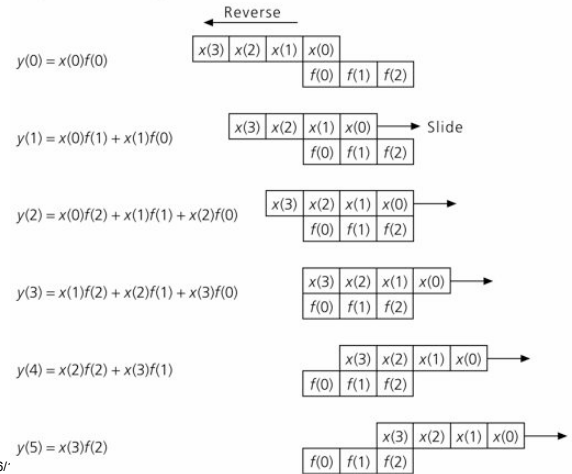 Reverse
x(3) x(2) x(1) x(0)
y(0) = x(0)f(0)
f(0) f(1) f(2)
x(3) x(2) x(1) x(0) Slide
y(1) = x(0)f(1) + x(1)f(0)
f(0) f(1) f(2)
x(3) x(2) x(1) x(0)
y(2) = x(0)f(2) + x(1)f(1) + x(2)f(0)
f(0) f(1) f(2)
x(3) x(2) x(1) x(0)
y(3) = x(1)f(2) + x(2)f(1) + x(3)f(0)
f(0) f(1) f(2)
x(3) x(2) x(1) x(0)
y(4) = x(2)f(2) + x(3)f(1)
f(0) f(1) f(2)
x(3) x(2) x(1) x(0)
y(5) = x(3)f(2)
f(0) f(1) f(2)